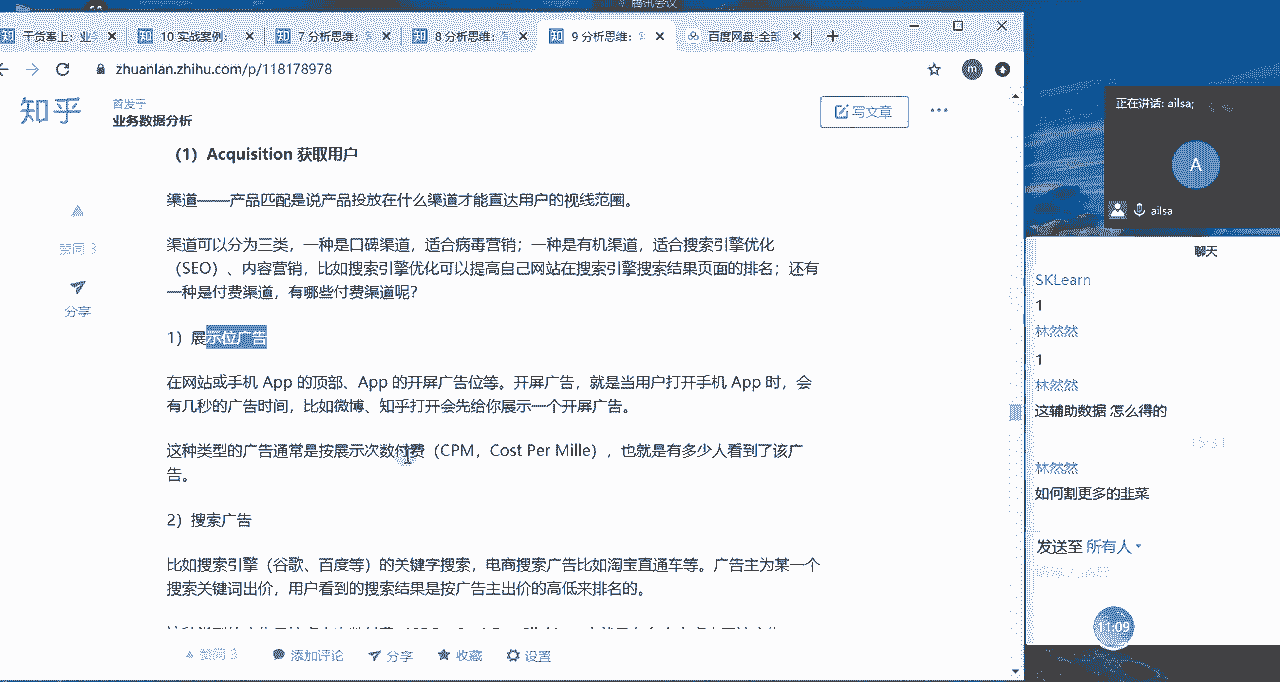 腾讯会议
干货塞上：业
10 实战案例：
7 分析思维：
8 分析思维：
9 分析思维：
百度网盘-全部
zhuanlan.zhihu.com/p/118178978
m
知乎
首发于
业务数据分析
写文章
（1）Acquisition 获取用户
渠道——产品匹配是说产品投放在什么渠道才能直达用户的视线范围。
渠道可以分为三类，一种是口碑渠道，适合病毒营销；一种是有机渠道，适合搜索引擎优化
（SEO）、内容营销，比如搜索引擎优化可以提高自己网站在搜索引擎搜索结果页面的排名；还有
一种是付费渠道，有哪些付费渠道呢？
1）展示位广告
在网站或手机 App 的顶部、App 的开屏广告位等。开屏广告，就是当用户打开手机 App 时，会
有几秒的广告时间，比如微博、知乎打开会先给你展示一个开屏广告。
这种类型的广告通常是按展示次数付费（CPM，Cost Per Mille），也就是有多少人看到了该广
告。
2）搜索广告
比如搜索引擎（谷歌、百度等）的关键字搜索，电商搜索广告比如淘宝直通车等。广告主为某一个
搜索关键词出价，用户看到的搜索结果是按广告主出价的高低来排名的。
赞同 3
分享
赞同 3
添加评论
分享
收藏
设置
正在讲话: ailsa;
A
ailsa
聊天
SKLearn
1
林然然
1
林然然
这辅助数据 怎么得的
林然然
如何割更多的韭菜
发送至 所有人
11:09